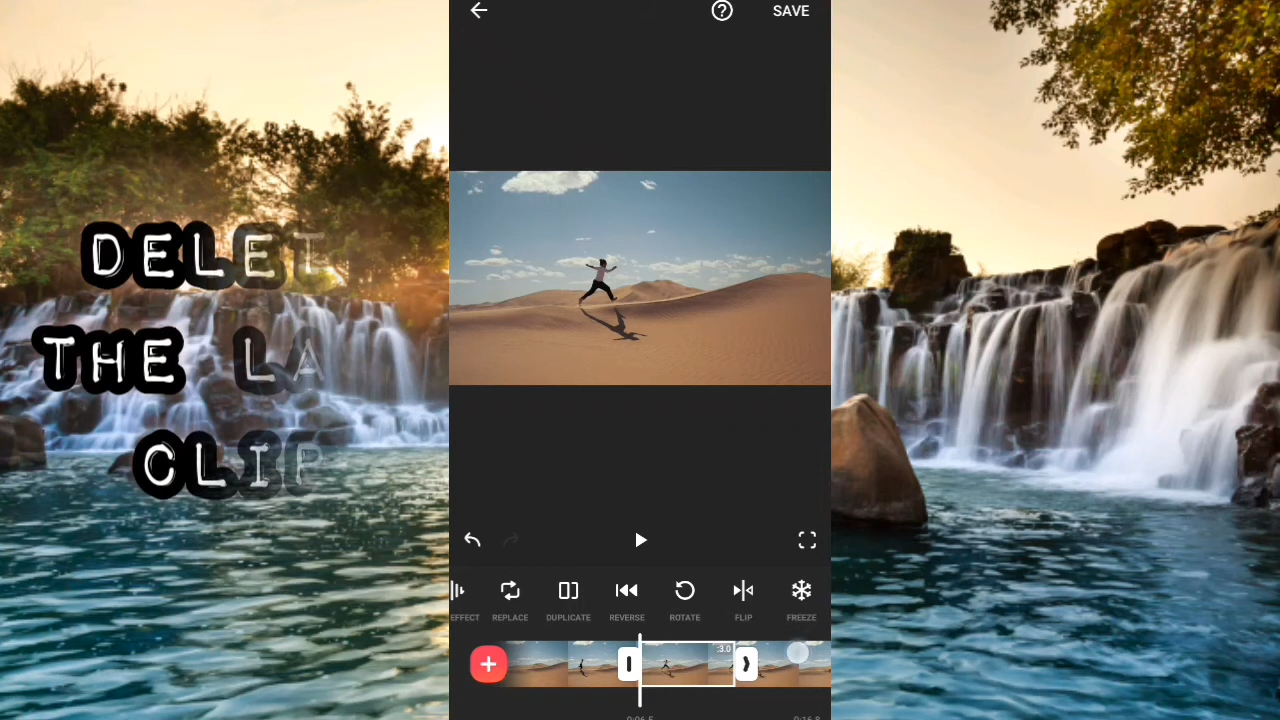 SAVE
DELET
THE LA
CLIP
EFFECT REPLACE DUPLICATE REVERSE ROTATE FLIP FREEZE
:3.0